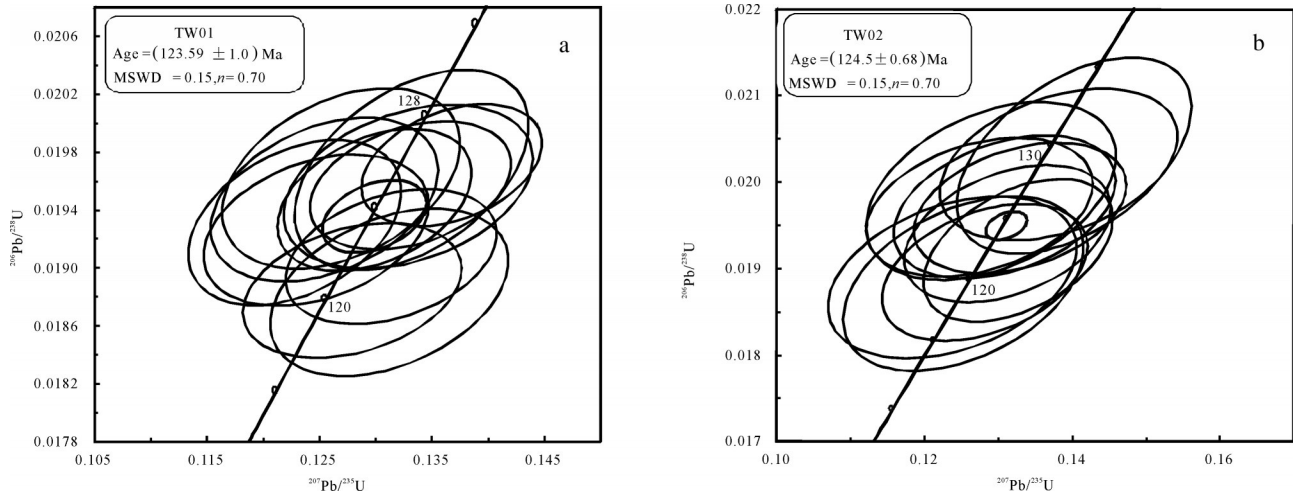 TW01
Age =(123.59 ±1.0)Ma
MSWD =0.15,n=0.70
a
128
120
0.0206
0.0202
0.0198
0.0194
0.0190
0.0186
0.0182
0.0178
²⁰⁶Pb/²³⁸U
0.105
0.115
0.125
0.135
0.145
²⁰⁷Pb/²³⁵U
TW02
Age =(124.5±0.68)Ma
MSWD =0.15,n=0.70
b
130
120
0.022
0.021
0.020
0.019
0.018
0.017
²⁰⁶Pb/²³⁸U
0.10
0.12
0.14
0.16
²⁰⁷Pb/²³⁵U